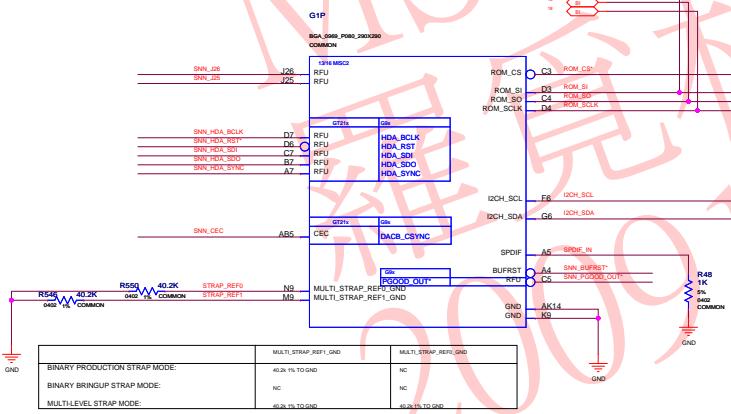 G1P
BGA_0969_P080_290X290
COMMON
13/16 MISC2
SNN_J26 J26 RFU ROM_CS C3 ROM_CS*
SNN_J25 J25 RFU
ROM_SI D3 ROM_SI
ROM_SO C4 ROM_SO
ROM_SCLK D4 ROM_SCLK
GT21x G9x
SNN_HDA_BCLK D7 RFU HDA_BCLK
SNN_HDA_RST* D6 RFU HDA_RST
SNN_HDA_SDI C7 RFU HDA_SDI
SNN_HDA_SDO B7 RFU HDA_SDO
SNN_HDA_SYNC A7 RFU HDA_SYNC
I2CH_SCL F6 I2CH_SCL
I2CH_SDA G6 I2CH_SDA
GT21x G9x
SNN_CEC AB5 CEC DACB_CSYNC
SPDIF A5 SPDIF_IN
BUFRST A4 SNN_BUFRST*
G9x
PGOOD_OUT* RFU C5 SNN_PGOOD_OUT*
R48
1K
5%
0402
COMMON
GND
R550 40.2K STRAP_REF0 N9 MULTI_STRAP_REF0_GND
0402 1% COMMON
R546 40.2K STRAP_REF1 M9 MULTI_STRAP_REF1_GND
0402 1% COMMON
GND AK14
GND K9
GND
GND
MULTI_STRAP_REF1_GND MULTI_STRAP_REF0_GND
BINARY PRODUCTION STRAP MODE: 40.2k 1% TO GND NC
BINARY BRINGUP STRAP MODE: NC NC
MULTI-LEVEL STRAP MODE: 40.2k 1% TO GND 40.2k 1% TO GND